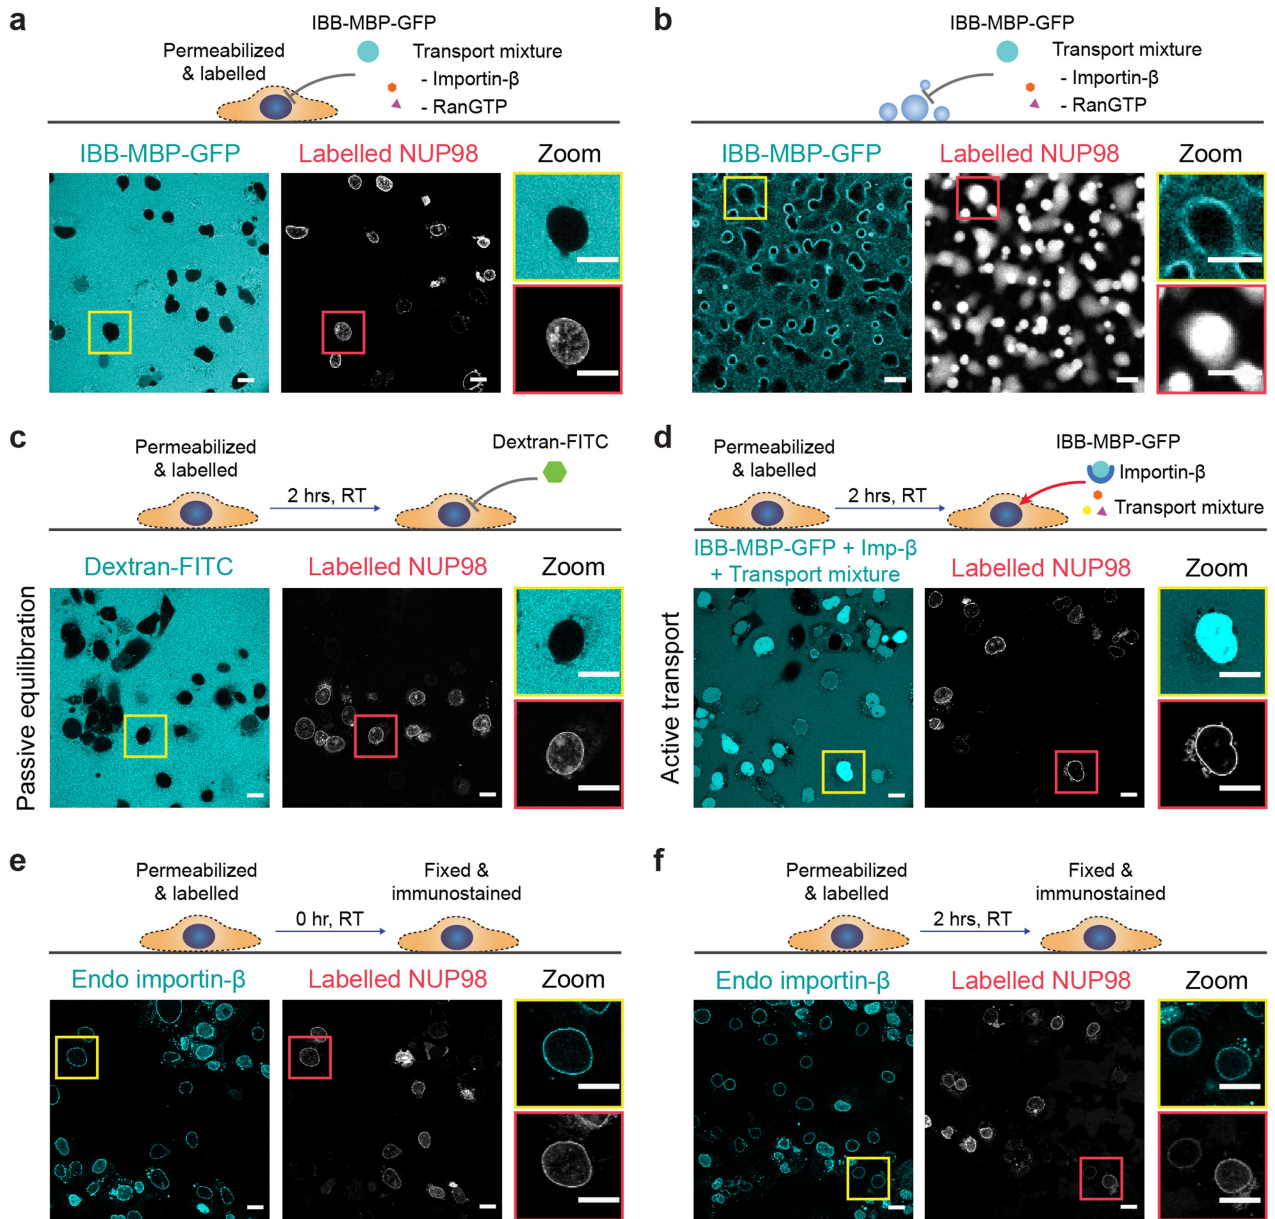 a
IBB-MBP-GFP
Permeabilized
& labelled
Transport mixture
- Importin-β
- RanGTP
IBB-MBP-GFP
Labelled NUP98
Zoom
b
IBB-MBP-GFP
Transport mixture
- Importin-β
- RanGTP
IBB-MBP-GFP
Labelled NUP98
Zoom
c
Permeabilized
& labelled
2 hrs, RT
Dextran-FITC
Dextran-FITC
Labelled NUP98
Zoom
Passive equilibration
d
Permeabilized
& labelled
2 hrs, RT
IBB-MBP-GFP
Importin-β
Transport mixture
IBB-MBP-GFP + Imp-β
+ Transport mixture
Labelled NUP98
Zoom
Active transport
e
Permeabilized
& labelled
0 hr, RT
Fixed &
immunostained
Endo importin-β
Labelled NUP98
Zoom
f
Permeabilized
& labelled
2 hrs, RT
Fixed &
immunostained
Endo importin-β
Labelled NUP98
Zoom